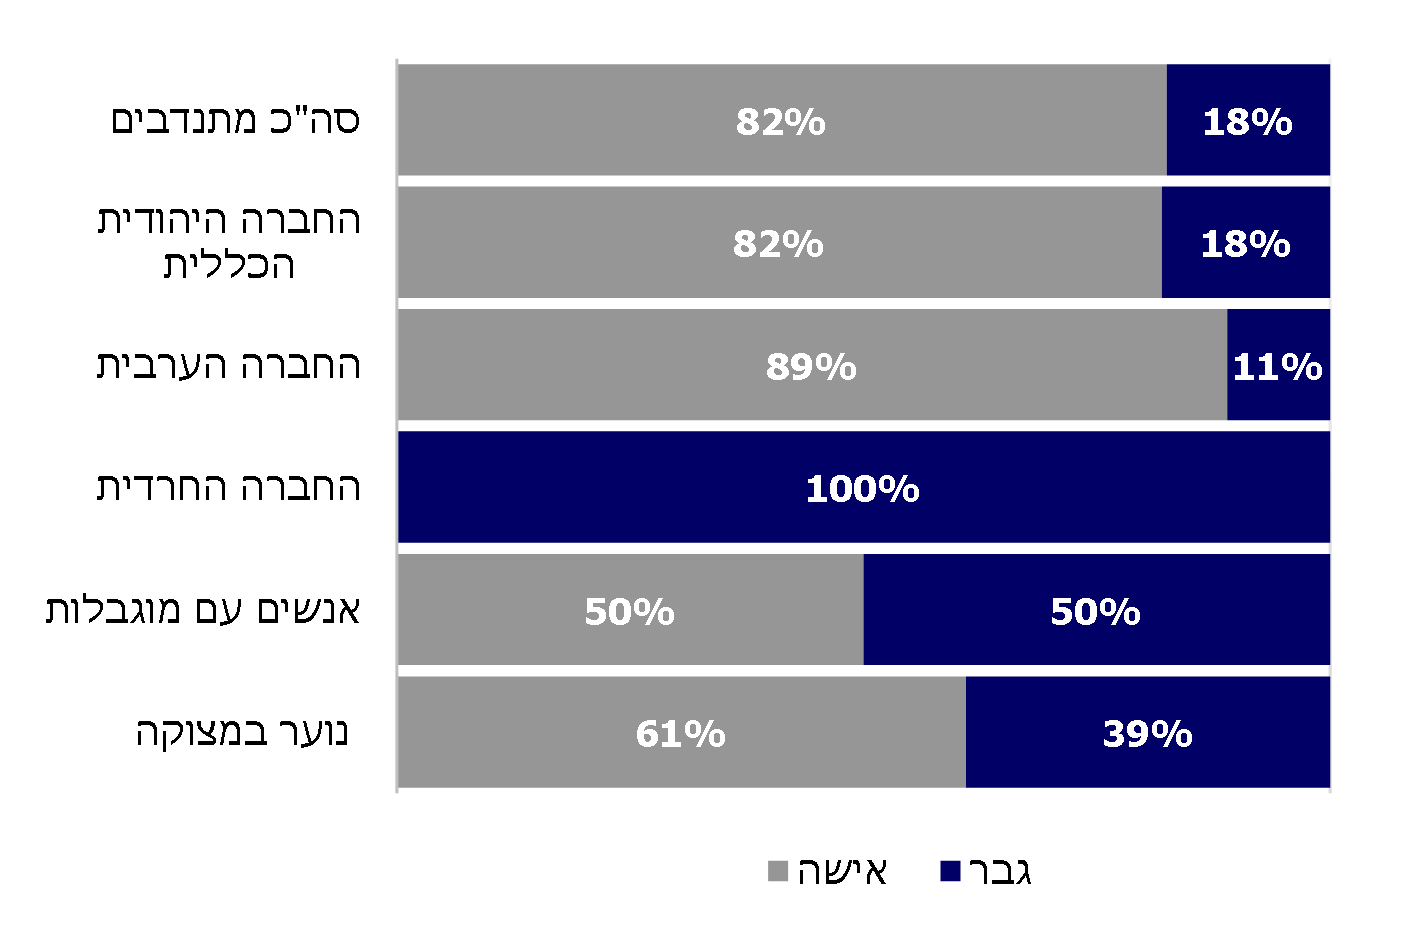 סה"כ מתנדבים
82%
18%
החברה היהודית
הכללית
82%
18%
החברה הערבית
89%
11%
החברה החרדית
100%
אנשים עם מוגבלות
50%
50%
נוער במצוקה
61%
39%
גבר
אישה